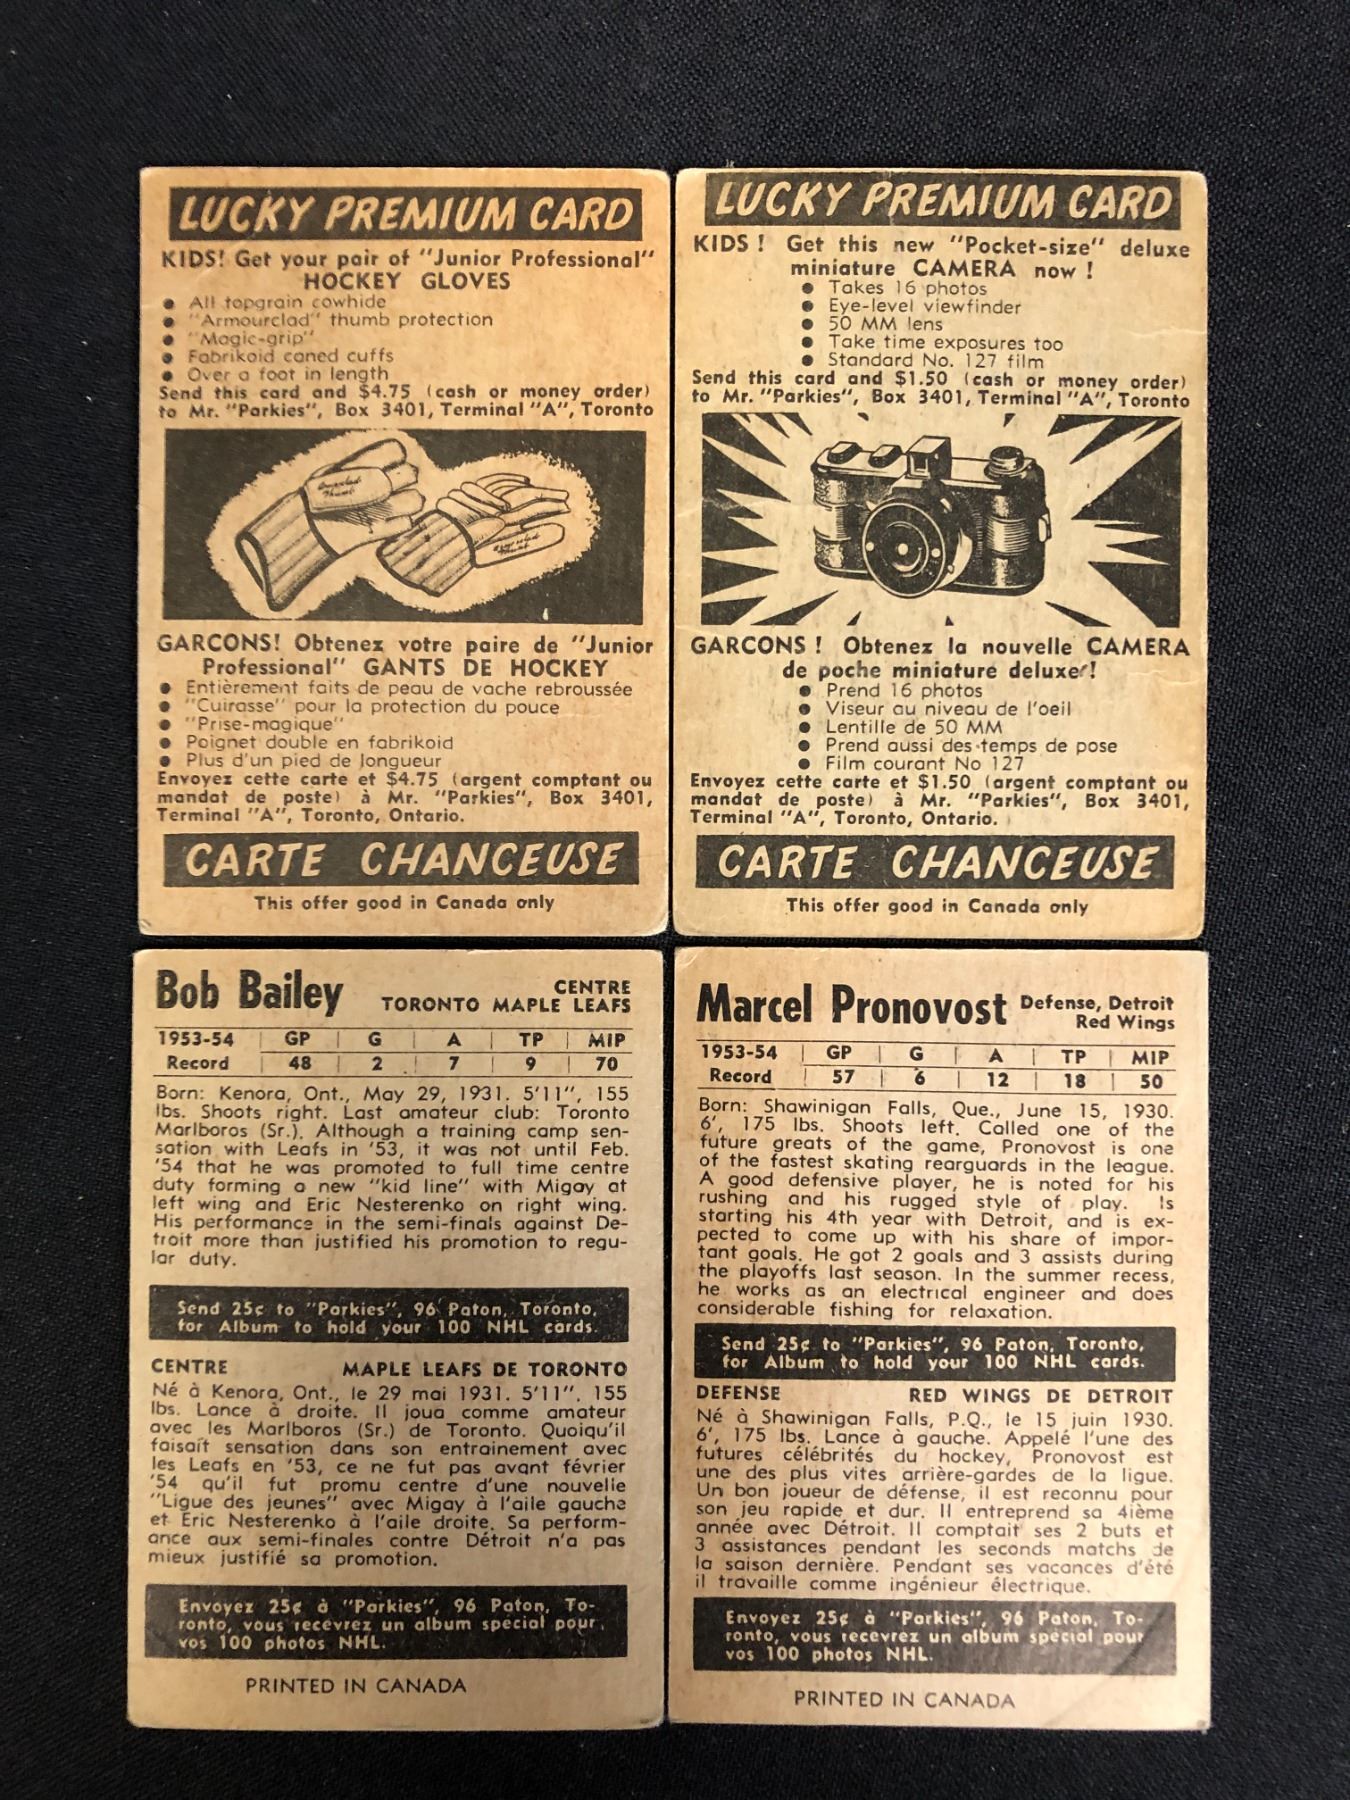 LUCKY PREMIUM CARD
KIDS! Get your pair of "Junior Professional"
HOCKEY GLOVES
● All topgrain cowhide
● "Armourclad" thumb protection
● "Magic-grip"
● Fabrikoid caned cuffs
● Over a foot in length
Send this card and $4.75 (cash or money order)
to Mr. "Parkies", Box 3401, Terminal "A", Toronto
GARCONS! Obtenez votre paire de "Junior
Professional" GANTS DE HOCKEY
● Entièrement faits de peau de vache rebroussée
● "Cuirasse" pour la protection du pouce
● "Prise-magique"
● Poignet double en fabrikoid
● Plus d'un pied de longueur
Envoyez cette carte et $4.75 (argent comptant ou
mandat de poste) à Mr. "Parkies", Box 3401,
Terminal "A", Toronto, Ontario.
CARTE CHANCEUSE
This offer good in Canada only
LUCKY PREMIUM CARD
KIDS ! Get this new "Pocket-size" deluxe
miniature CAMERA now !
● Takes 16 photos
● Eye-level viewfinder
● 50 MM lens
● Take time exposures too
● Standard No. 127 film
Send this card and $1.50 (cash or money order)
to Mr. "Parkies", Box 3401, Terminal "A", Toronto
GARCONS ! Obtenez la nouvelle CAMERA
de poche miniature deluxe!
● Prend 16 photos
● Viseur au niveau de l'oeil
● Lentille de 50 MM
● Prend aussi des temps de pose
● Film courant No 127
Envoyez cette carte et $1.50 (argent comptant ou
mandat de poste) à Mr. "Parkies", Box 3401,
Terminal "A", Toronto, Ontario.
CARTE CHANCEUSE
This offer good in Canada only
Bob Bailey CENTRE
TORONTO MAPLE LEAFS
1953-54 GP G A TP MIP
Record 48 2 7 9 70
Born: Kenora, Ont., May 29, 1931. 5'11", 155
lbs. Shoots right. Last amateur club: Toronto
Marlboros (Sr.). Although a training camp sen-
sation with Leafs in '53, it was not until Feb.
'54 that he was promoted to full time centre
duty forming a new "kid line" with Migay at
left wing and Eric Nesterenko on right wing.
His performance in the semi-finals against De-
troit more than justified his promotion to regu-
lar duty.
Send 25¢ to "Parkies", 96 Paton, Toronto,
for Album to hold your 100 NHL cards.
CENTRE MAPLE LEAFS DE TORONTO
Né à Kenora, Ont., le 29 mai 1931. 5'11", 155
lbs. Lance à droite. Il joua comme amateur
avec les Marlboros (Sr.) de Toronto. Quoiqu'il
faisait sensation dans son entrainement avec
les Leafs en '53, ce ne fut pas avant février
'54 qu'il fut promu centre d'une nouvelle
"Ligue des jeunes" avec Migay à l'aile gauche
et Eric Nesterenko à l'aile droite. Sa perform-
ance aux semi-finales contre Détroit n'a pas
mieux justifié sa promotion.
Envoyez 25¢ à "Parkies", 96 Paton, To-
ronto, vous recevrez un album spécial pour
vos 100 photos NHL.
PRINTED IN CANADA
Marcel Pronovost Defense, Detroit
Red Wings
1953-54 GP G A TP MIP
Record 57 6 12 18 50
Born: Shawinigan Falls, Que., June 15, 1930.
6', 175 lbs. Shoots left. Called one of the
future greats of the game, Pronovost is one
of the fastest skating rearguards in the league.
A good defensive player, he is noted for his
rushing and his rugged style of play. Is
starting his 4th year with Detroit, and is ex-
pected to come up with his share of impor-
tant goals. He got 2 goals and 3 assists during
the playoffs last season. In the summer recess,
he works as an electrical engineer and does
considerable fishing for relaxation.
Send 25¢ to "Parkies", 96 Paton, Toronto,
for Album to hold your 100 NHL cards.
DEFENSE RED WINGS DE DETROIT
Né à Shawinigan Falls, P.Q., le 15 juin 1930.
6', 175 lbs. Lance à gauche. Appelé l'une des
futures célébrités du hockey, Pronovost est
une des plus vites arrière-gardes de la ligue.
Un bon joueur de défense, il est reconnu pour
son jeu rapide et dur. Il entreprend sa 4ième
année avec Détroit. Il comptait ses 2 buts et
3 assistances pendant les seconds matchs de
la saison dernière. Pendant ses vacances d'été
il travaille comme ingénieur électrique.
Envoyez 25¢ à "Parkies", 96 Paton, To-
ronto, vous recevrez un album spécial pour
vos 100 photos NHL.
PRINTED IN CANADA